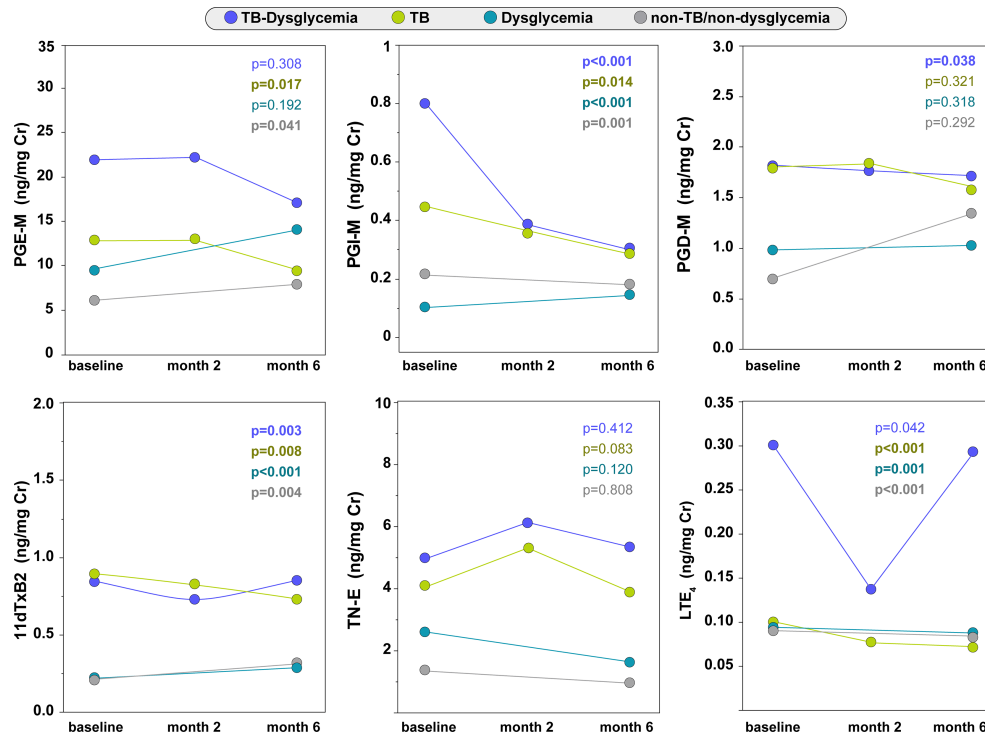 TB-Dysglycemia TB Dysglycemia non-TB/non-dysglycemia
PGE-M (ng/mg Cr)
35
30
25
20
15
10
5
0
p=0.308
p=0.017
p=0.192
p=0.041
baseline month 2 month 6
PGI-M (ng/mg Cr)
1
0.8
0.6
0.4
0.2
0
p<0.001
p=0.014
p<0.001
p=0.001
baseline month 2 month 6
PGD-M (ng/mg Cr)
3.0
2.5
2.0
1.5
1.0
0.5
0.0
p=0.038
p=0.321
p=0.318
p=0.292
baseline month 2 month 6
11dTxB2 (ng/mg Cr)
2.0
1.5
1.0
0.5
0.0
p=0.003
p=0.008
p<0.001
p=0.004
baseline month 2 month 6
TN-E (ng/mg Cr)
10
8
6
4
2
p=0.412
p=0.083
p=0.120
p=0.808
baseline month 2 month 6
LTE4 (ng/mg Cr)
0.35
0.30
0.25
0.20
0.15
0.10
0.05
p=0.042
p<0.001
p=0.001
p<0.001
baseline month 2 month 6